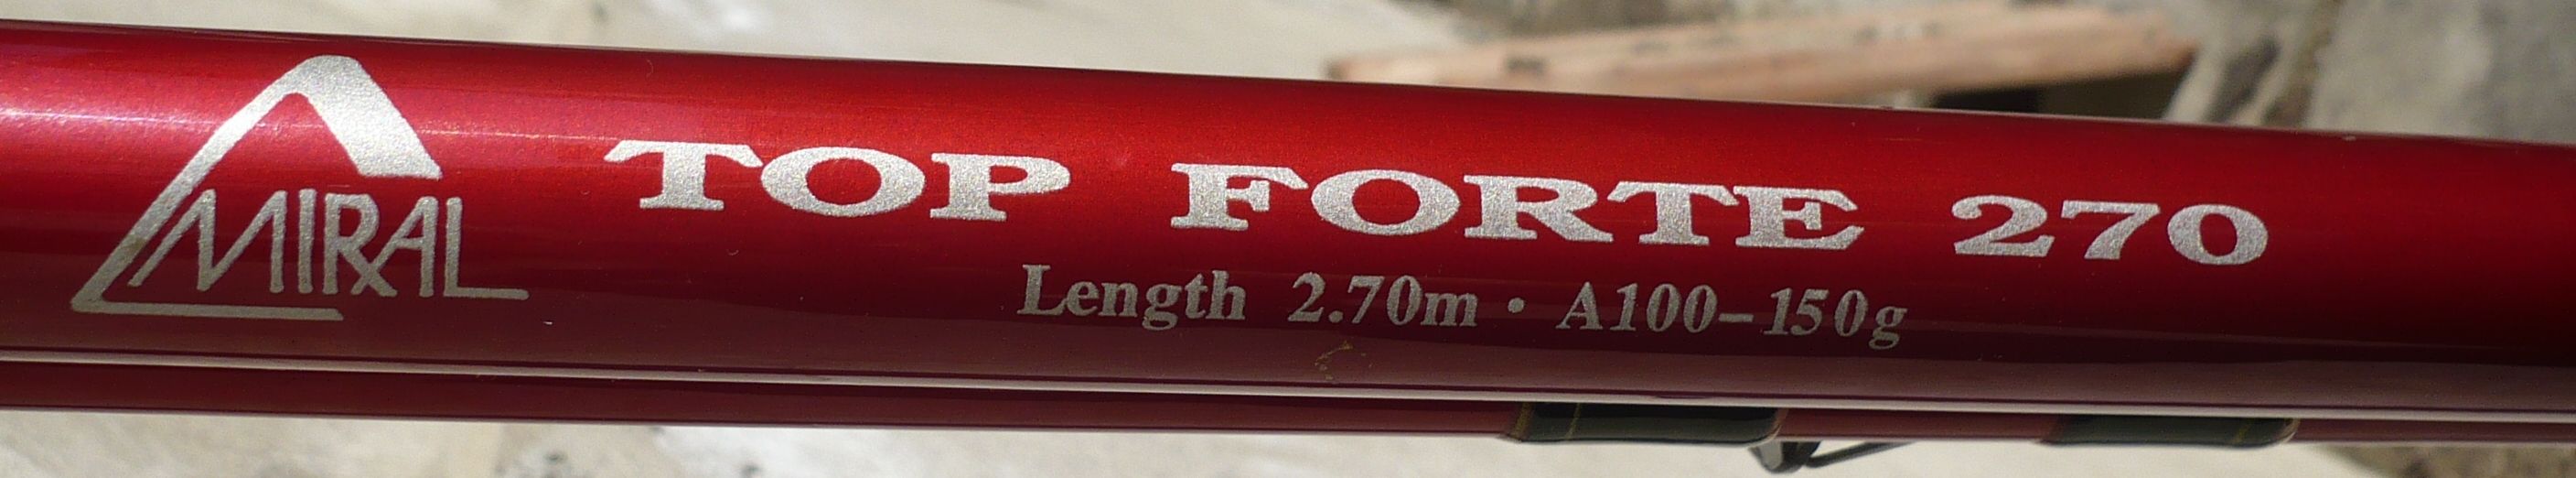 MIRAL
TOP FORTE 270
Length 2.70m · A100-150g